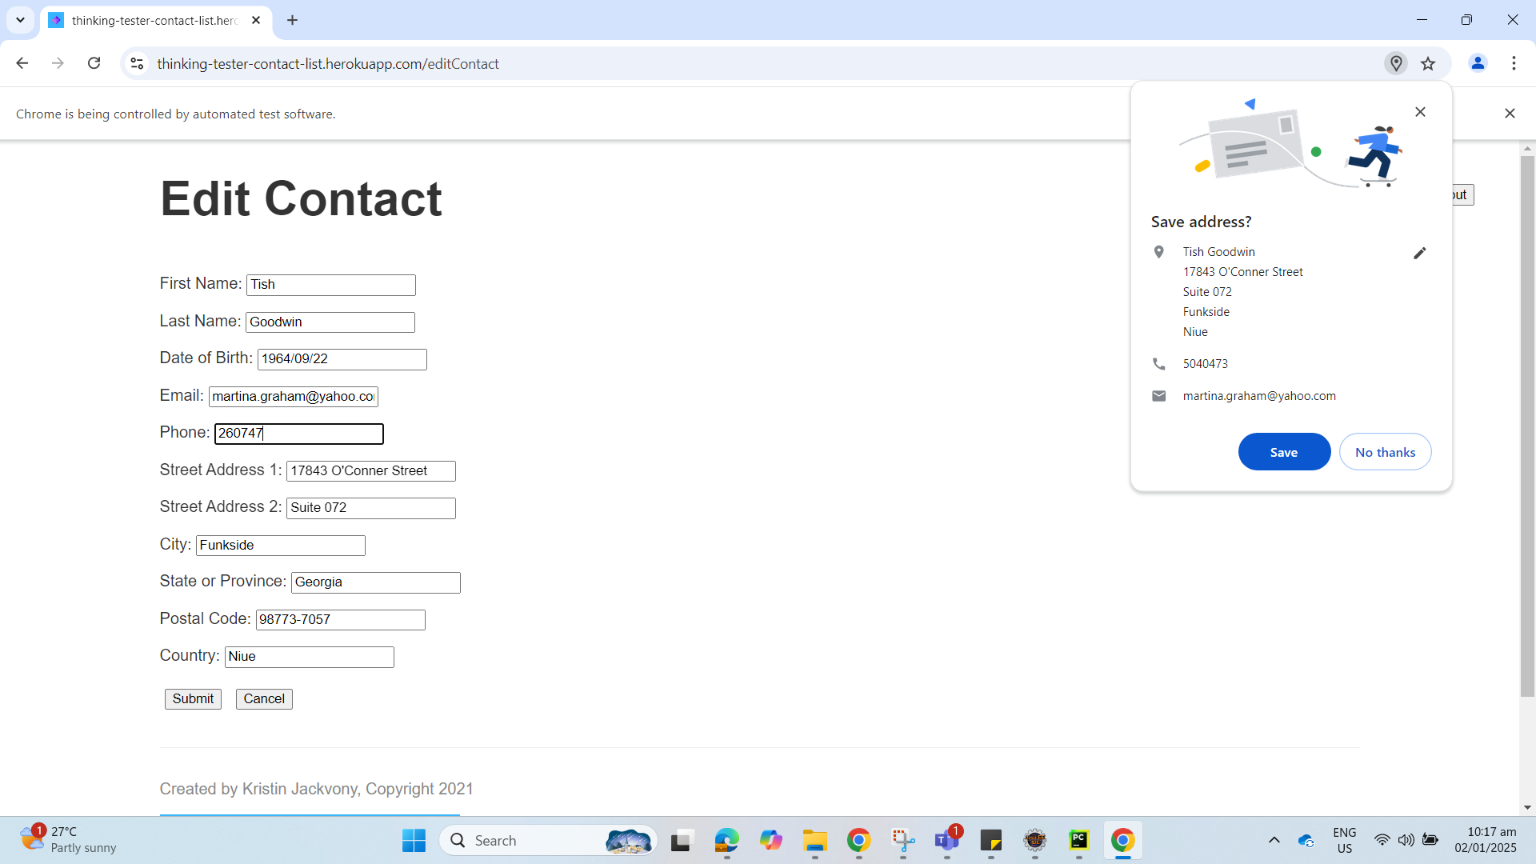 thinking-tester-contact-list.hero
thinking-tester-contact-list.herokuapp.com/editContact
Chrome is being controlled by automated test software.
Edit Contact
out
First Name: Tish
Last Name: Goodwin
Date of Birth: 1964/09/22
Email: martina.graham@yahoo.co
Phone: 260747
Street Address 1: 17843 O'Conner Street
Street Address 2: Suite 072
City: Funkside
State or Province: Georgia
Postal Code: 98773-7057
Country: Niue
Submit Cancel
Created by Kristin Jackvony, Copyright 2021
Save address?
Tish Goodwin
17843 O'Conner Street
Suite 072
Funkside
Niue
5040473
martina.graham@yahoo.com
Save No thanks
1
27°C
Partly sunny
Search
T
1
PC
ENG
US
10:17 am
02/01/2025